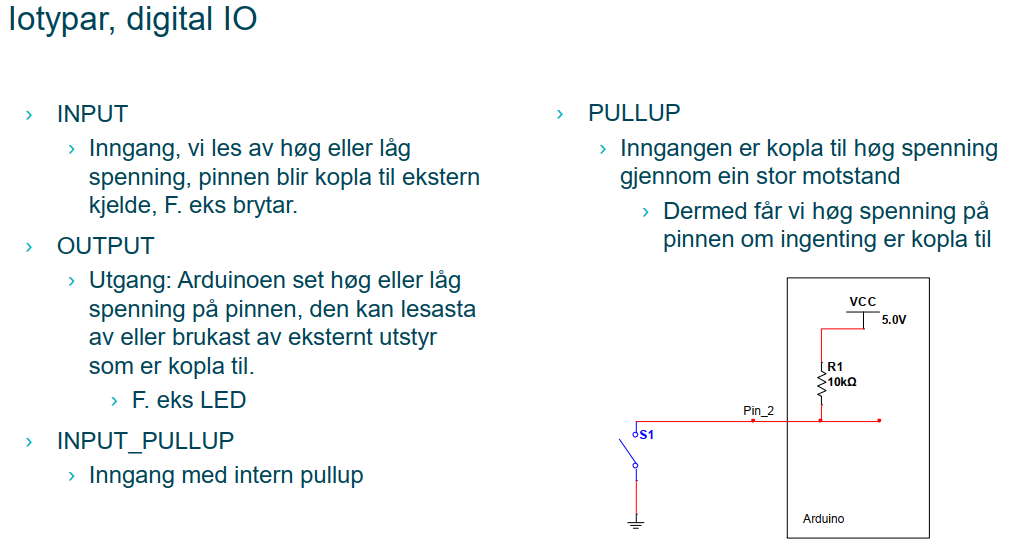 Iotypar, digital IO
› INPUT
› Inngang, vi les av høg eller låg
spenning, pinnen blir kopla til ekstern
kjelde, F. eks brytar.
› OUTPUT
› Utgang: Arduinoen set høg eller låg
spenning på pinnen, den kan lesasta
av eller brukast av eksternt utstyr
som er kopla til.
› F. eks LED
› INPUT_PULLUP
› Inngang med intern pullup
› PULLUP
› Inngangen er kopla til høg spenning
gjennom ein stor motstand
› Dermed får vi høg spenning på
pinnen om ingenting er kopla til
VCC
5.0V
R1
10kΩ
Pin_2
S1
Arduino